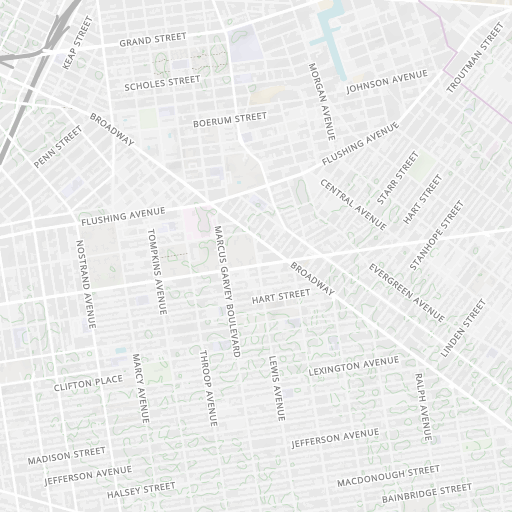 KEAP STREET
GRAND STREET
TROUTMAN STREET
SCHOLES STREET
JOHNSON AVENUE
MORGAN AVENUE
BROADWAY
BOERUM STREET
PENN STREET
FLUSHING AVENUE
STARR STREET
CENTRAL AVENUE
HART STREET
FLUSHING AVENUE
STANHOPE STREET
NOSTRAND AVENUE
TOMPKINS AVENUE
MARCUS GARVEY BOULEVARD
BROADWAY
EVERGREEN AVENUE
HART STREET
LINDEN STREET
MARCY AVENUE
THROOP AVENUE
LEWIS AVENUE
LEXINGTON AVENUE
CLIFTON PLACE
RALPH AVENUE
JEFFERSON AVENUE
MADISON STREET
JEFFERSON AVENUE
MACDONOUGH STREET
HALSEY STREET
BAINBRIDGE STREET